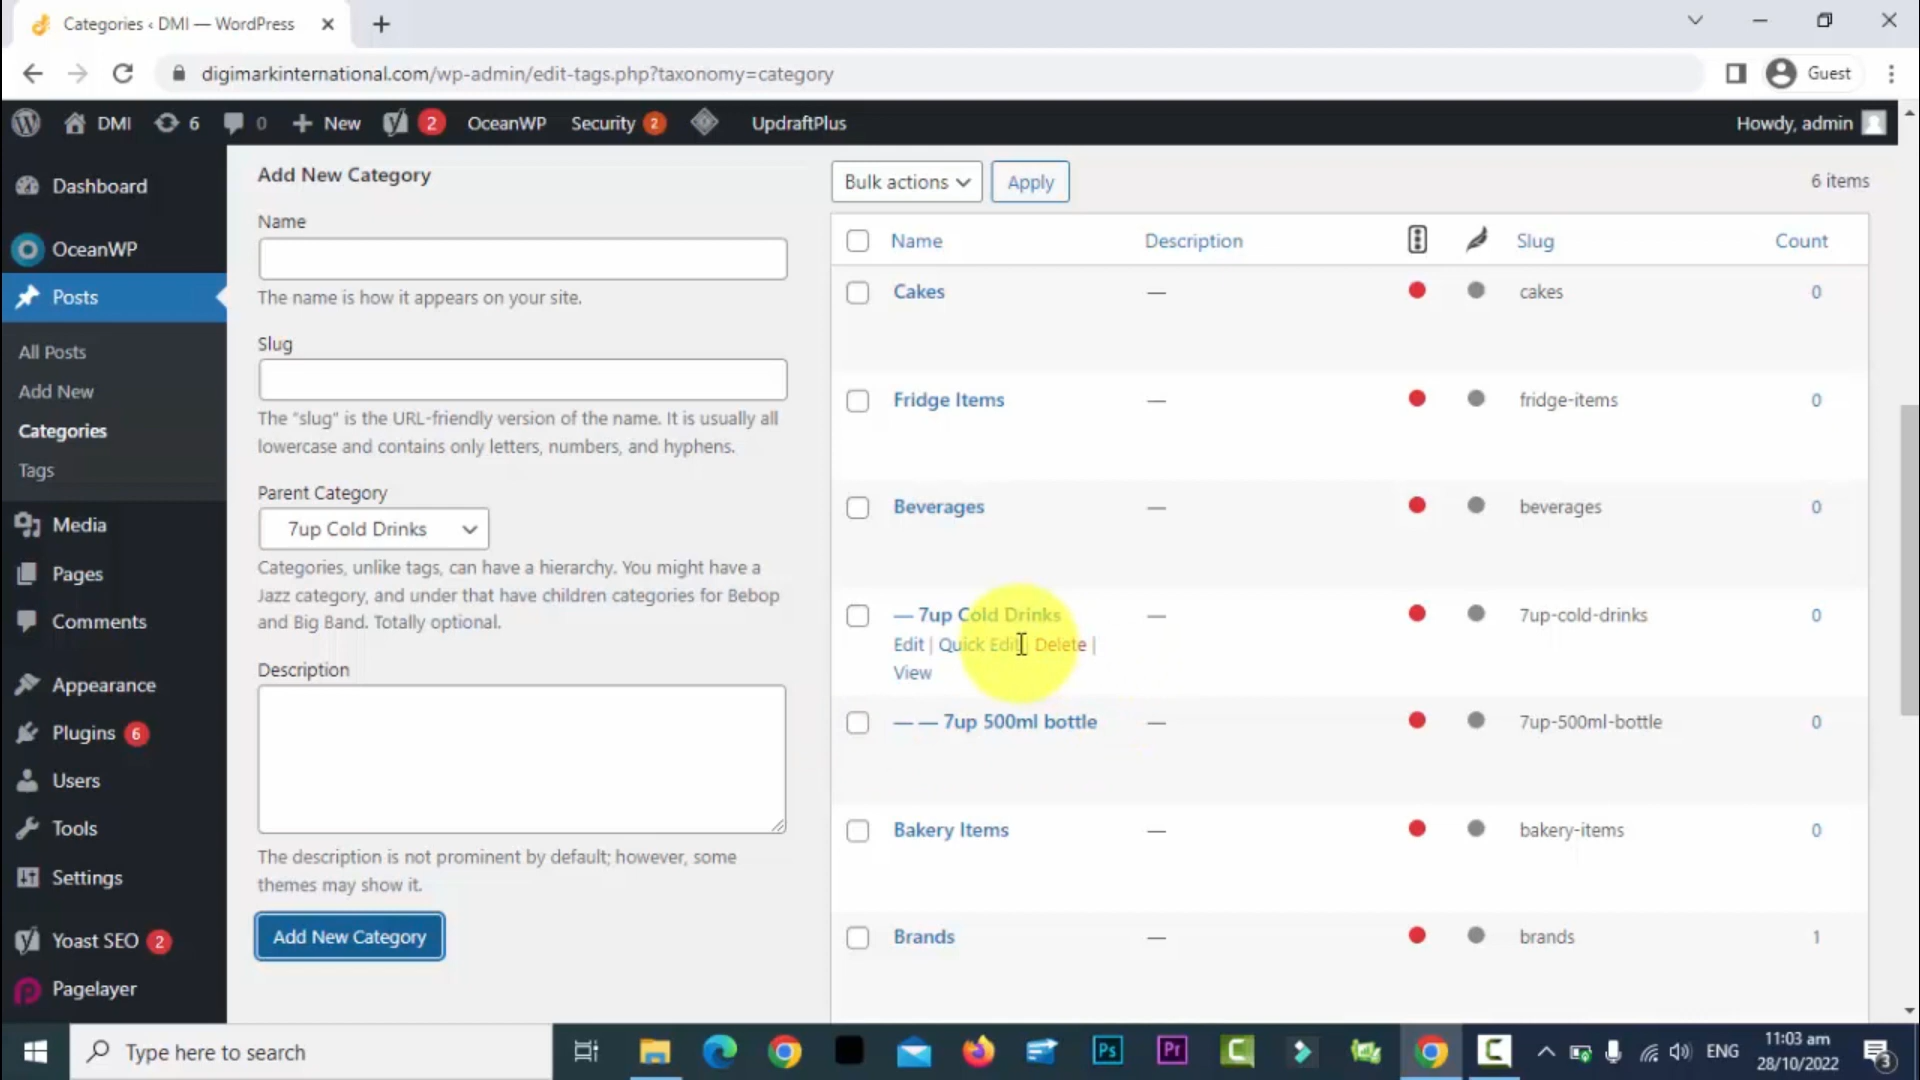 Categories ‹ DMI — WordPress
digimarkinternational.com/wp-admin/edit-tags.php?taxonomy=category
Guest
DMI
6
0
New
2
OceanWP
Security 2
UpdraftPlus
Howdy, admin
Dashboard
OceanWP
Posts
All Posts
Add New
Categories
Tags
Media
Pages
Comments
Appearance
Plugins 6
Users
Tools
Settings
Yoast SEO 2
Pagelayer
Add New Category
Name
The name is how it appears on your site.
Slug
The “slug” is the URL-friendly version of the name. It is usually all
lowercase and contains only letters, numbers, and hyphens.
Parent Category
7up Cold Drinks
Categories, unlike tags, can have a hierarchy. You might have a
Jazz category, and under that have children categories for Bebop
and Big Band. Totally optional.
Description
The description is not prominent by default; however, some
themes may show it.
Add New Category
Bulk actions
Apply
6 items
Name Description Slug Count
Cakes — cakes 0
Fridge Items — fridge-items 0
Beverages — beverages 0
— 7up Cold Drinks — 7up-cold-drinks 0
Edit | Quick Edit | Delete |
View
— — 7up 500ml bottle — 7up-500ml-bottle 0
Bakery Items — bakery-items 0
Brands — brands 1
Type here to search
Ps
Pr
ENG
11:03 am
28/10/2022
3